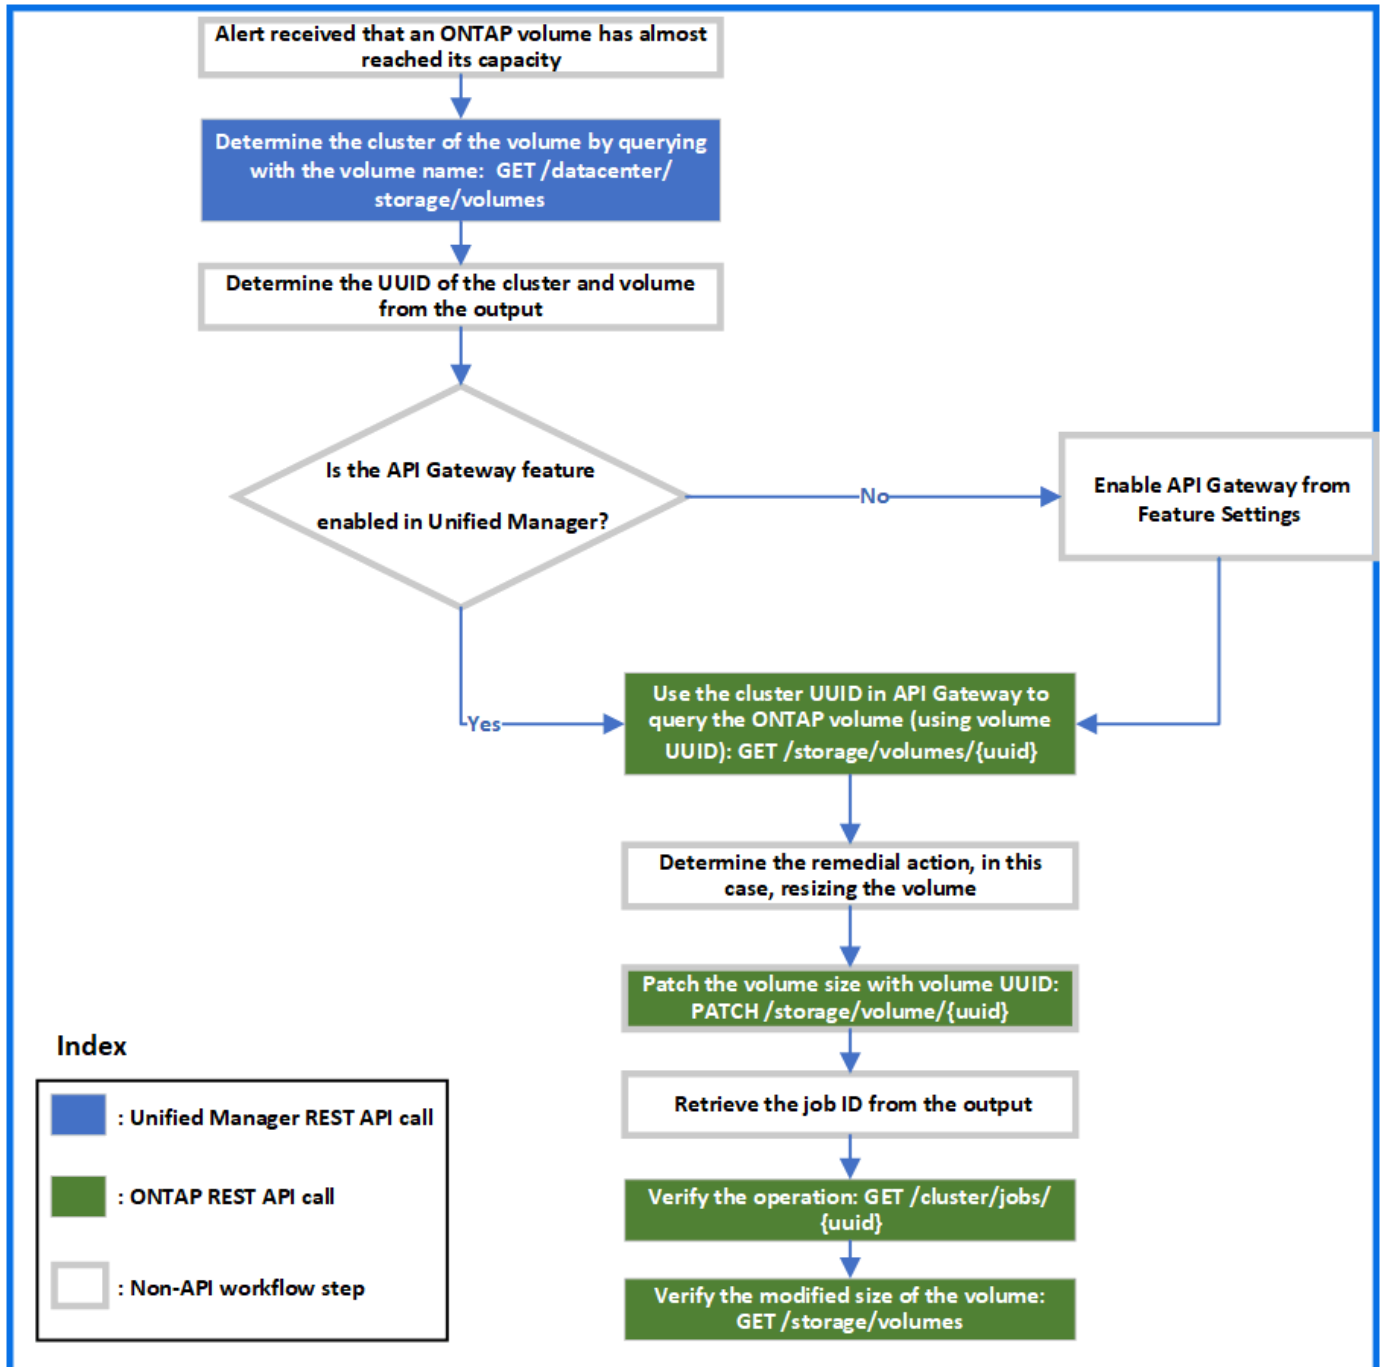 Alert received that an ONTAP volume has almost
reached its capacity
Determine the cluster of the volume by querying
with the volume name: GET /datacenter/
storage/volumes
Determine the UUID of the cluster and volume
from the output
Is the API Gateway feature
enabled in Unified Manager?
No
Enable API Gateway from
Feature Settings
Yes
Use the cluster UUID in API Gateway to
query the ONTAP volume (using volume
UUID): GET /storage/volumes/{uuid}
Determine the remedial action, in this
case, resizing the volume
Patch the volume size with volume UUID:
PATCH /storage/volume/{uuid}
Retrieve the job ID from the output
Verify the operation: GET /cluster/jobs/
{uuid}
Verify the modified size of the volume:
GET /storage/volumes
Index
: Unified Manager REST API call
: ONTAP REST API call
: Non-API workflow step